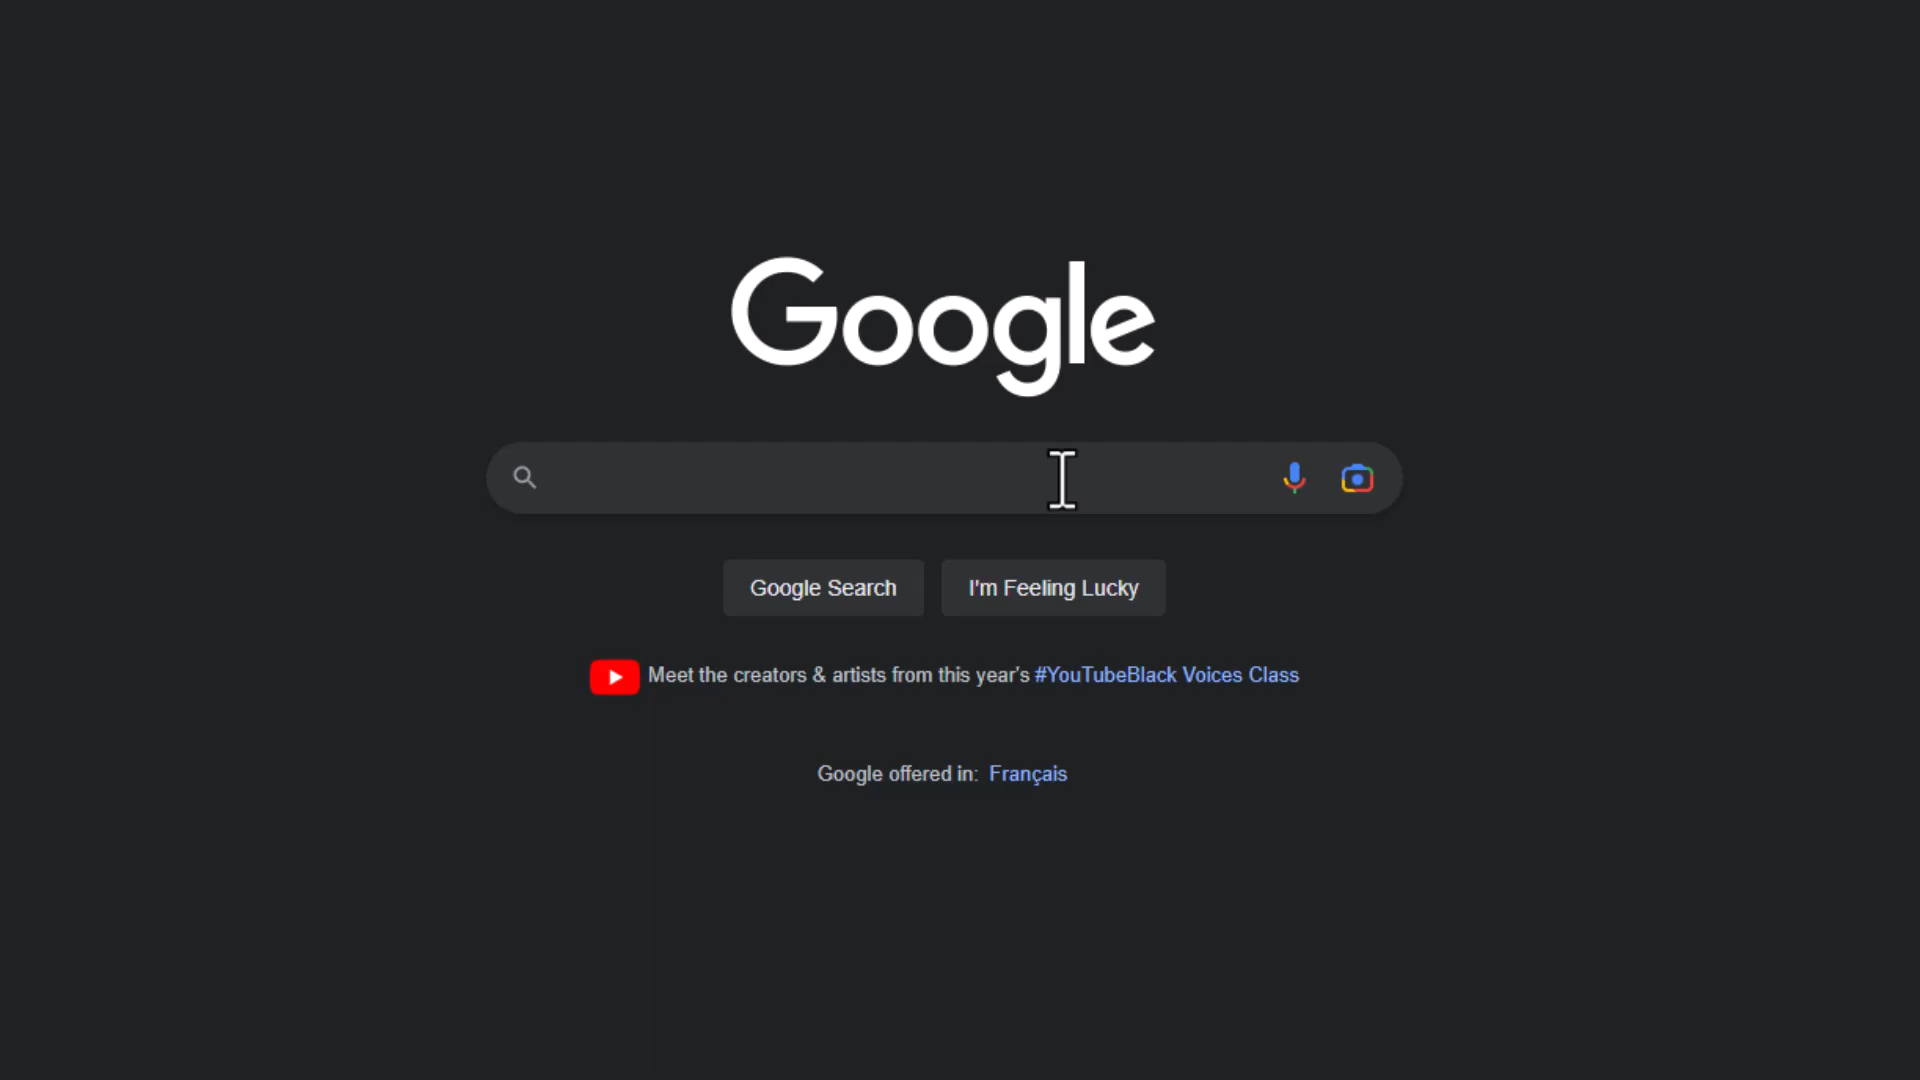 Google
Google Search
I'm Feeling Lucky
Meet the creators & artists from this year's #YouTubeBlack Voices Class
Google offered in: Français